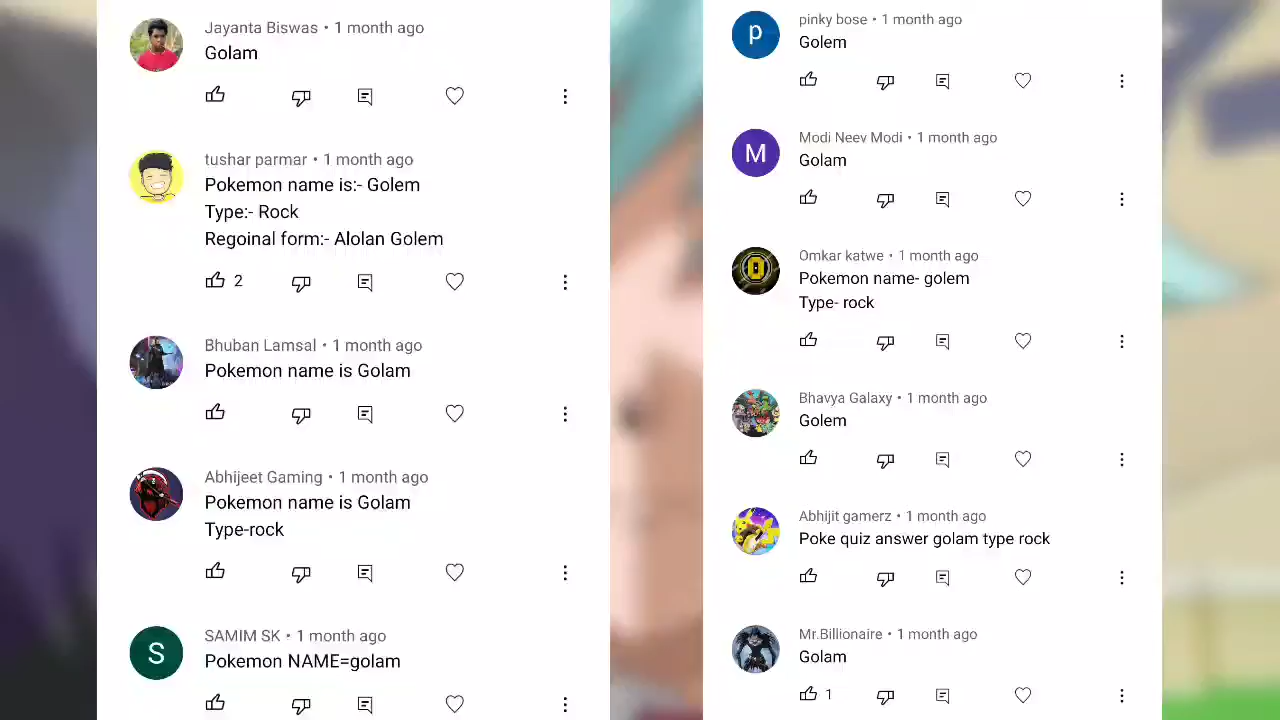 Jayanta Biswas • 1 month ago
Golam
tushar parmar • 1 month ago
Pokemon name is:- Golem
Type:- Rock
Regoinal form:- Alolan Golem
2
Bhuban Lamsal • 1 month ago
Pokemon name is Golam
Abhijeet Gaming • 1 month ago
Pokemon name is Golam
Type-rock
S
SAMIM SK • 1 month ago
Pokemon NAME=golam
p
pinky bose • 1 month ago
Golem
M
Modi Neev Modi • 1 month ago
Golam
Omkar katwe • 1 month ago
Pokemon name- golem
Type- rock
Bhavya Galaxy • 1 month ago
Golem
Abhijit gamerz • 1 month ago
Poke quiz answer golam type rock
Mr.Billionaire • 1 month ago
Golam
1